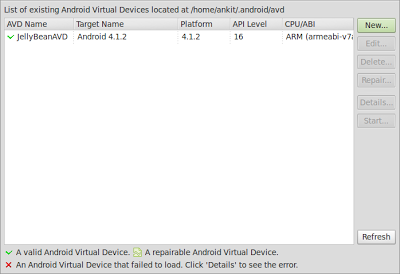 List of existing Android Virtual Devices located at /home/ankit/.android/avd
AVD Name Target Name Platform API Level CPU/ABI
JellyBeanAVD Android 4.1.2 4.1.2 16 ARM (armeabi-v7a
New...
Edit...
Delete...
Repair...
Details...
Start...
Refresh
A valid Android Virtual Device. A repairable Android Virtual Device.
An Android Virtual Device that failed to load. Click 'Details' to see the error.